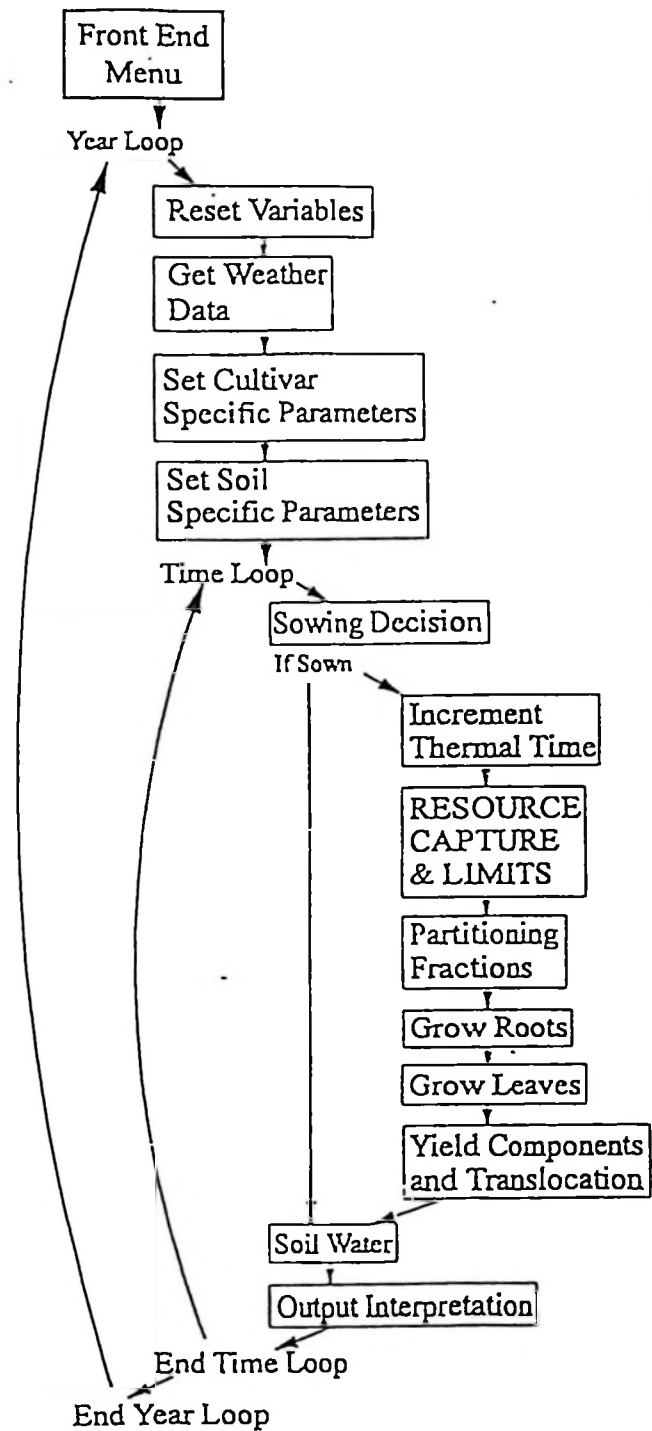 Front End
Menu
Year Loop
Reset Variables
Get Weather
Data
Set Cultivar
Specific Parameters
Set Soil
Specific Parameters
Time Loop
Sowing Decision
If Sown
Increment
Thermal Time
RESOURCE
CAPTURE
& LIMITS
Partitioning
Fractions
Grow Roots
Grow Leaves
Yield Components
and Translocation
Soil Water
Output Interpretation
End Time Loop
End Year Loop